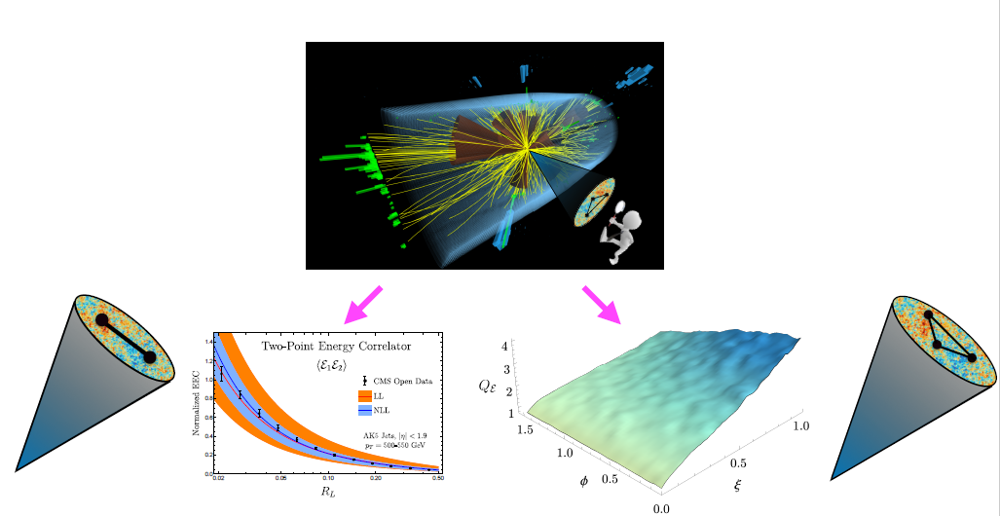 Two-Point Energy Correlator
⟨ℰ₁ℰ₂⟩
CMS Open Data
LL
NLL
AK5 Jets, |η| < 1.9
p_T = 500-550 GeV
Normalized EEC
1.4
1.2
1.0
0.8
0.6
0.4
0.2
0.0
0.02
0.05
0.10
0.20
0.50
R_L
4
3
2
1
Q_ℰ
1.5
1.0
0.5
ϕ
0.0
0.5
1.0
ξ